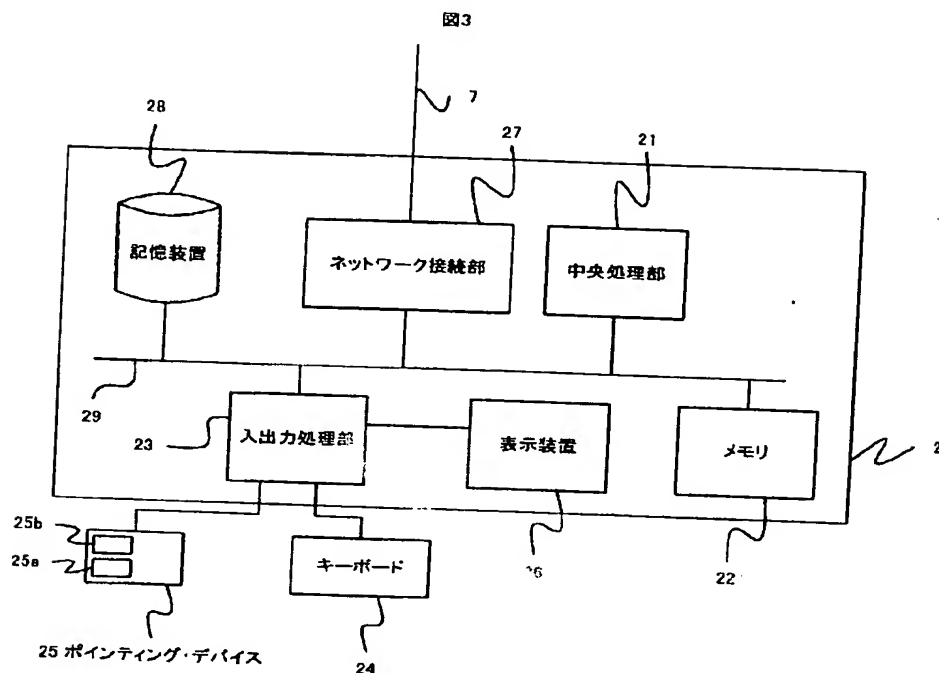 図3
7
28
27
21
記憶装置
ネットワーク接続部
中央処理部
29
23
入出力処理部
表示装置
メモリ
2
25b
25a
キーボード
22
25 ポインティング・デバイス
24